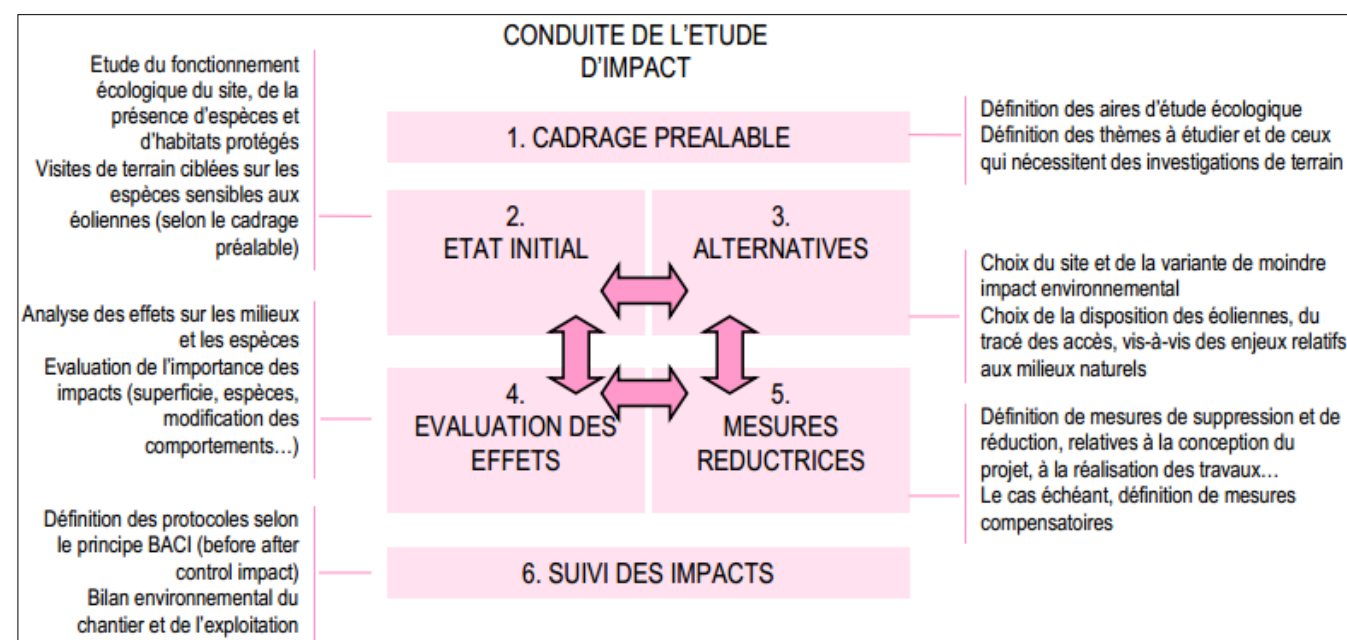 CONDUITE DE L'ETUDE
D'IMPACT
Etude du fonctionnement
écologique du site, de la
présence d'espèces et
d'habitats protégés
Visites de terrain ciblées sur les
espèces sensibles aux
éoliennes (selon le cadrage
préalable)
1. CADRAGE PREALABLE
Définition des aires d'étude écologique
Définition des thèmes à étudier et de ceux
qui nécessitent des investigations de terrain
2.
ETAT INITIAL
3.
ALTERNATIVES
Choix du site et de la variante de moindre
impact environnemental
Choix de la disposition des éoliennes, du
tracé des accès, vis-à-vis des enjeux relatifs
aux milieux naturels
Analyse des effets sur les milieux
et les espèces
Evaluation de l'importance des
impacts (superficie, espèces,
modification des
comportements…)
4.
EVALUATION DES
EFFETS
5.
MESURES
REDUCTRICES
Définition de mesures de suppression et de
réduction, relatives à la conception du
projet, à la réalisation des travaux…
Le cas échéant, définition de mesures
compensatoires
Définition des protocoles selon
le principe BACI (before after
control impact)
Bilan environnemental du
chantier et de l'exploitation
6. SUIVI DES IMPACTS